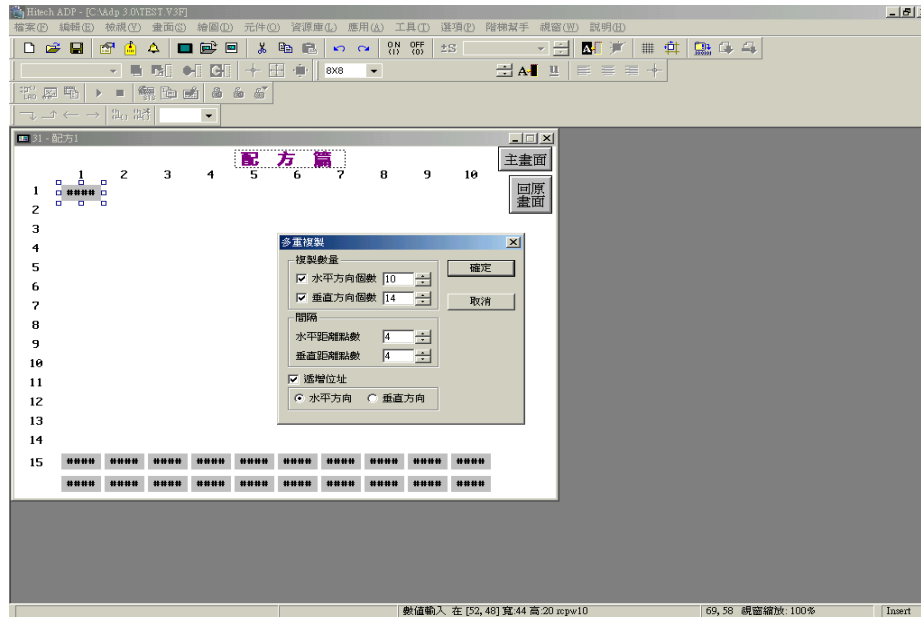 Hitech ADP - [C:\Adp 3.0\TEST.V3F]
檔案(F) 編輯(E) 檢視(V) 畫面(S) 繪圖(D) 元件(O) 資源庫(L) 應用(A) 工具(T) 選項(P) 階梯幫手 視窗(W) 說明(H)
ON (1) OFF (0) ±S A
8X8 A U
31 - 配方1
配 方 篇 主畫面
1 2 3 4 5 6 7 8 9 10
回原畫面
1 ####
2
3
4
5
6
7
8
9
10
11
12
13
14
15 #### #### #### #### #### #### #### #### #### ####
#### #### #### #### #### #### #### #### #### ####
多重複製
複製數量
水平方向個數 10
垂直方向個數 14
間隔
水平距離點數 4
垂直距離點數 4
遞增位址
水平方向 垂直方向
確定
取消
數值輸入 在 [52, 48] 寬:44 高:20 rcpw10 69, 58 視窗縮放: 100% Insert